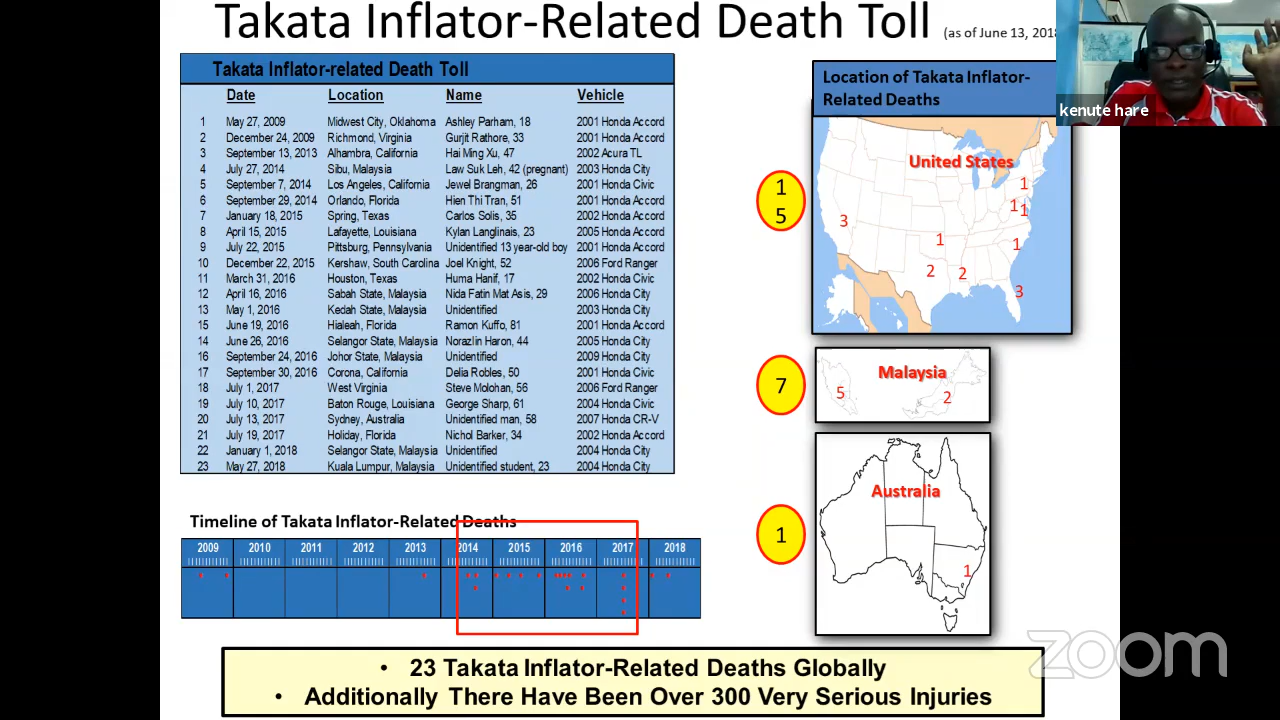 Takata Inflator-Related Death Toll (as of June 13, 2018
kenute hare
Takata Inflator-related Death Toll
Date Location Name Vehicle
1 May 27, 2009 Midwest City, Oklahoma Ashley Parham, 18 2001 Honda Accord
2 December 24, 2009 Richmond, Virginia Gurjit Rathore, 33 2001 Honda Accord
3 September 13, 2013 Alhambra, California Hai Ming Xu, 47 2002 Acura TL
4 July 27, 2014 Sibu, Malaysia Law Suk Leh, 42 (pregnant) 2003 Honda City
5 September 7, 2014 Los Angeles, California Jewel Brangman, 26 2001 Honda Civic
6 September 29, 2014 Orlando, Florida Hien Thi Tran, 51 2001 Honda Accord
7 January 18, 2015 Spring, Texas Carlos Solis, 35 2002 Honda Accord
8 April 15, 2015 Lafayette, Louisiana Kylan Langlinais, 23 2005 Honda Accord
9 July 22, 2015 Pittsburg, Pennsylvania Unidentified 13 year-old boy 2001 Honda Accord
10 December 22, 2015 Kershaw, South Carolina Joel Knight, 52 2006 Ford Ranger
11 March 31, 2016 Houston, Texas Huma Hanif, 17 2002 Honda Civic
12 April 16, 2016 Sabah State, Malaysia Nida Fatin Mat Asis, 29 2006 Honda City
13 May 1, 2016 Kedah State, Malaysia Unidentified 2003 Honda City
15 June 19, 2016 Hialeah, Florida Ramon Kuffo, 81 2001 Honda Accord
14 June 26, 2016 Selangor State, Malaysia Norazlin Haron, 44 2005 Honda City
16 September 24, 2016 Johor State, Malaysia Unidentified 2009 Honda City
17 September 30, 2016 Corona, California Delia Robles, 50 2001 Honda Civic
18 July 1, 2017 West Virginia Steve Molohan, 56 2006 Ford Ranger
19 July 10, 2017 Baton Rouge, Louisiana George Sharp, 61 2004 Honda Civic
20 July 13, 2017 Sydney, Australia Unidentified man, 58 2007 Honda CR-V
21 July 19, 2017 Holiday, Florida Nichol Barker, 34 2002 Honda Accord
22 January 1, 2018 Selangor State, Malaysia Unidentified 2004 Honda City
23 May 27, 2018 Kuala Lumpur, Malaysia Unidentified student, 23 2004 Honda City
Location of Takata Inflator-
Related Deaths
United States
1
5
1
1 1
3
1
1
2 2
3
7
Malaysia
5
2
1
Australia
1
Timeline of Takata Inflator-Related Deaths
2009 2010 2011 2012 2013 2014 2015 2016 2017 2018
• 23 Takata Inflator-Related Deaths Globally
• Additionally There Have Been Over 300 Very Serious Injuries
zoom